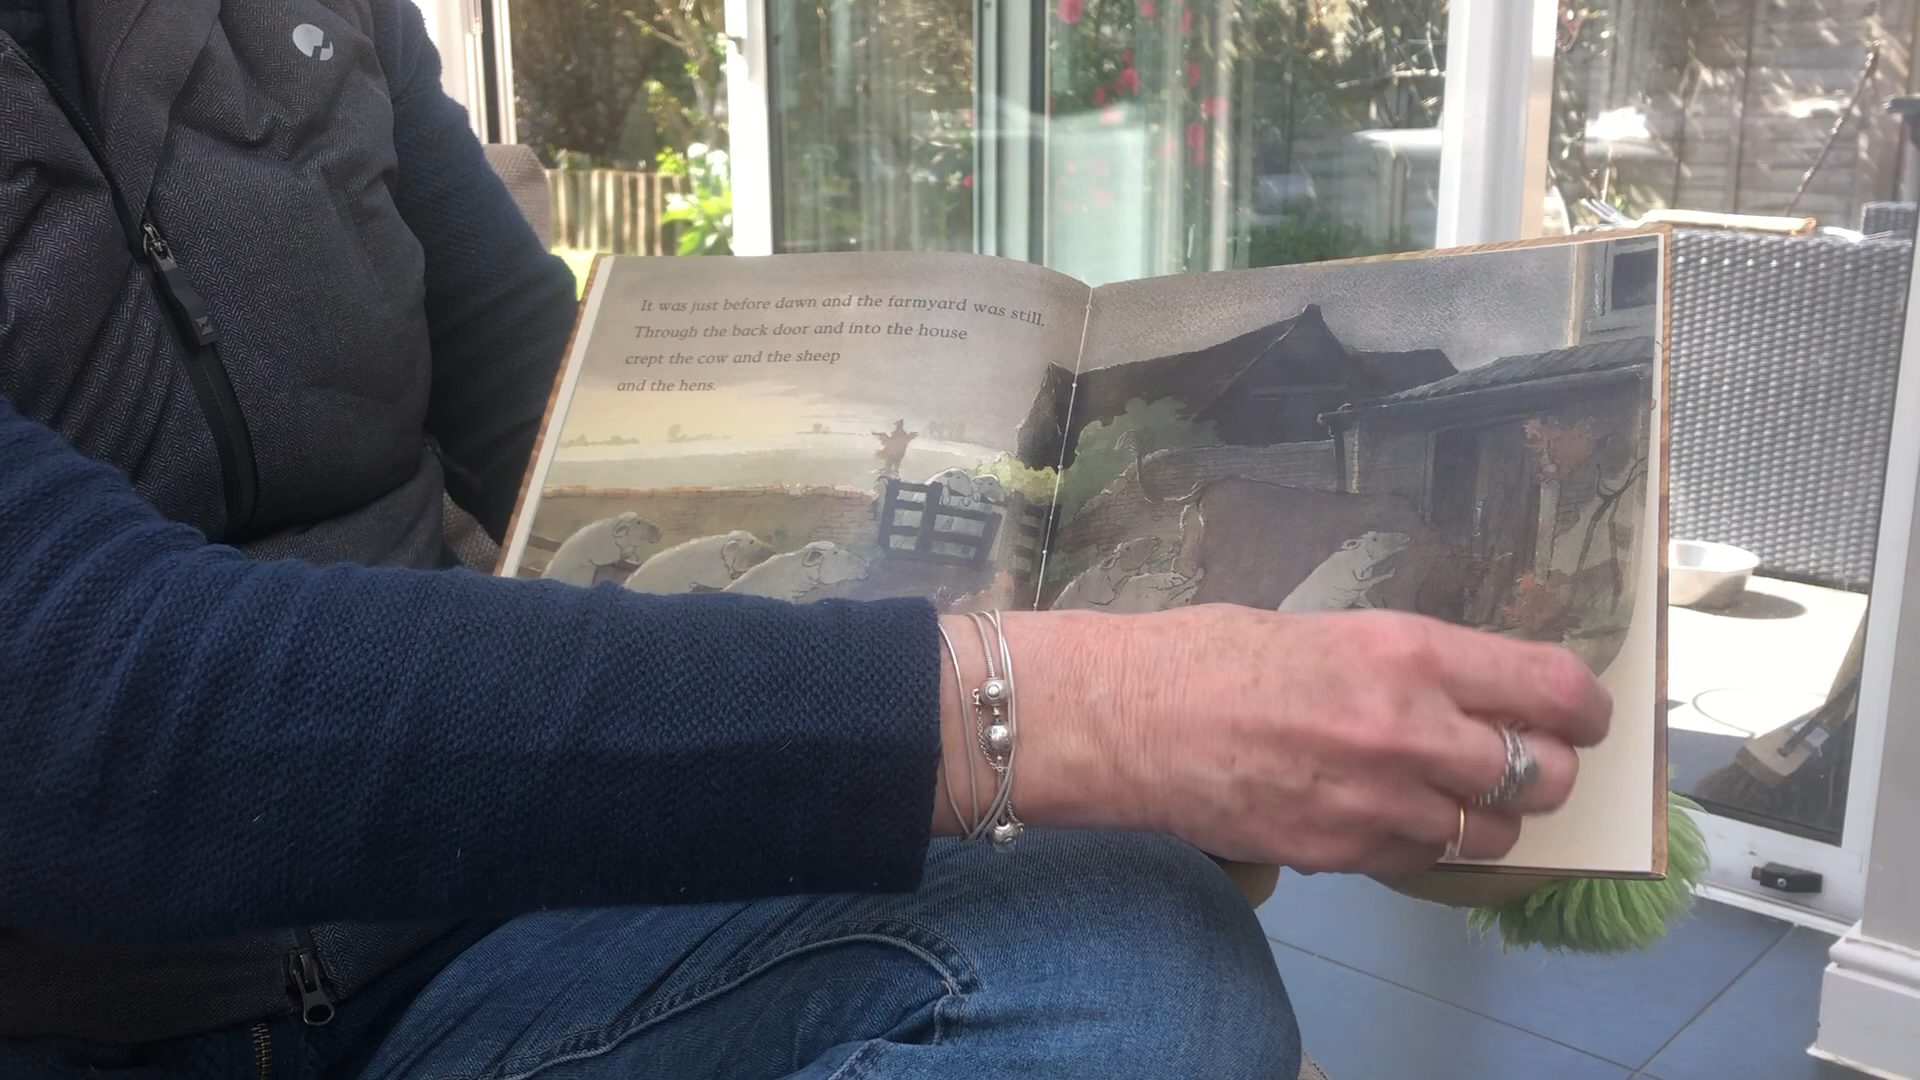 It was just before dawn and the farmyard was still.
Through the back door and into the house
crept the cow and the sheep
and the hens.